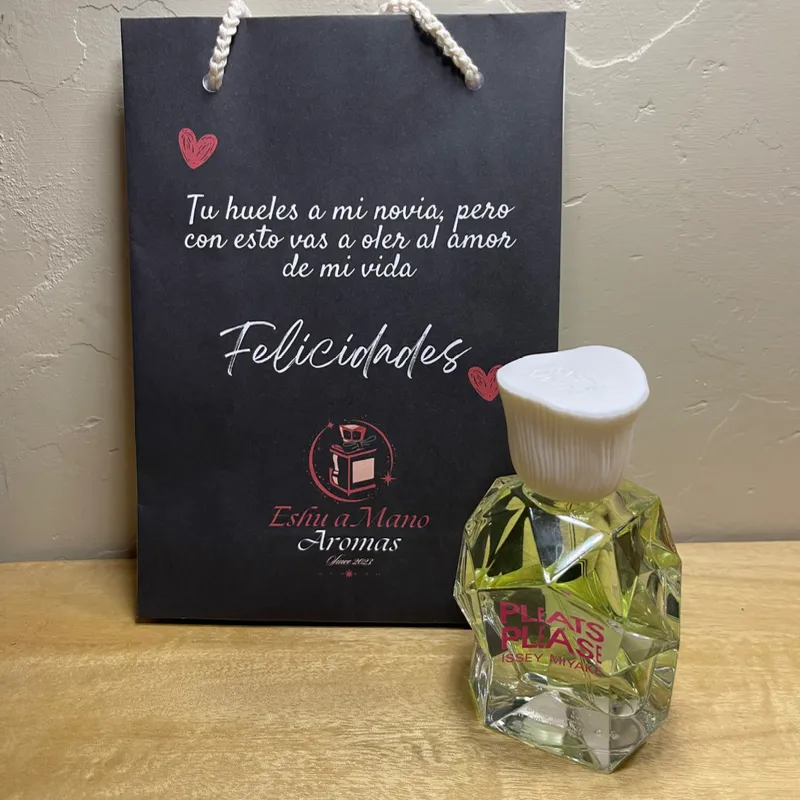 Tu hueles a mi novia, pero
con esto vas a oler al amor
de mi vida
Felicidades
Eshu a Mano
Aromas
Since 2023
PLEATS
PLEASE
ISSEY MIYAKE